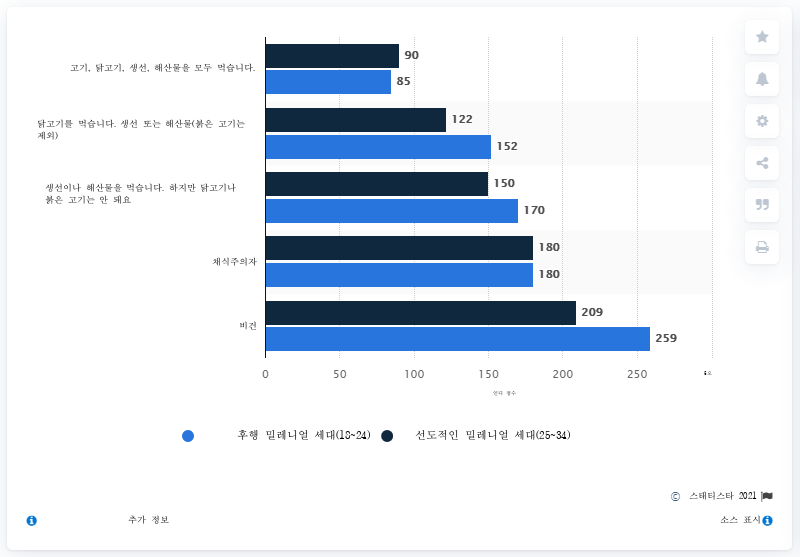 고기, 닭고기, 생선, 해산물을 모두 먹습니다.
90
85
닭고기를 먹습니다. 생선 또는 해산물(붉은 고기는
제외)
122
152
생선이나 해산물을 먹습니다. 하지만 닭고기나
붉은 고기는 안 돼요
150
170
채식주의자
180
180
비건
209
259
0 50 100 150 200 250
후행 밀레니얼 세대(18~24) 선도적인 밀레니얼 세대(25~34)
© 스태티스타 2021
추가 정보
소스 표시